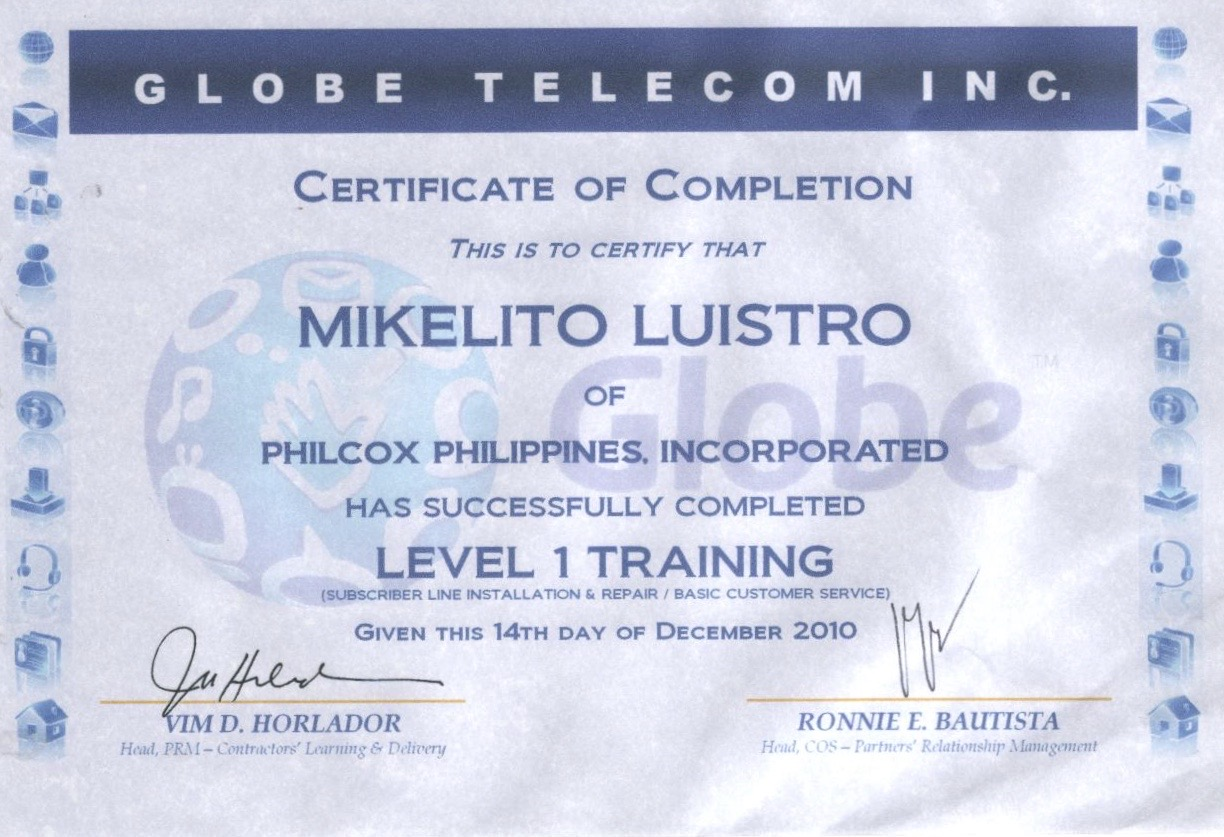 GLOBE TELECOM INC.
CERTIFICATE OF COMPLETION
THIS IS TO CERTIFY THAT
MIKELITO LUISTRO
OF
PHILCOX PHILIPPINES, INCORPORATED
HAS SUCCESSFULLY COMPLETED
LEVEL 1 TRAINING
(SUBSCRIBER LINE INSTALLATION & REPAIR / BASIC CUSTOMER SERVICE)
GIVEN THIS 14TH DAY OF DECEMBER 2010
VIM D. HORLADOR
Head, PRM – Contractors' Learning & Delivery
RONNIE E. BAUTISTA
Head, COS – Partners' Relationship Management
Globe
TM